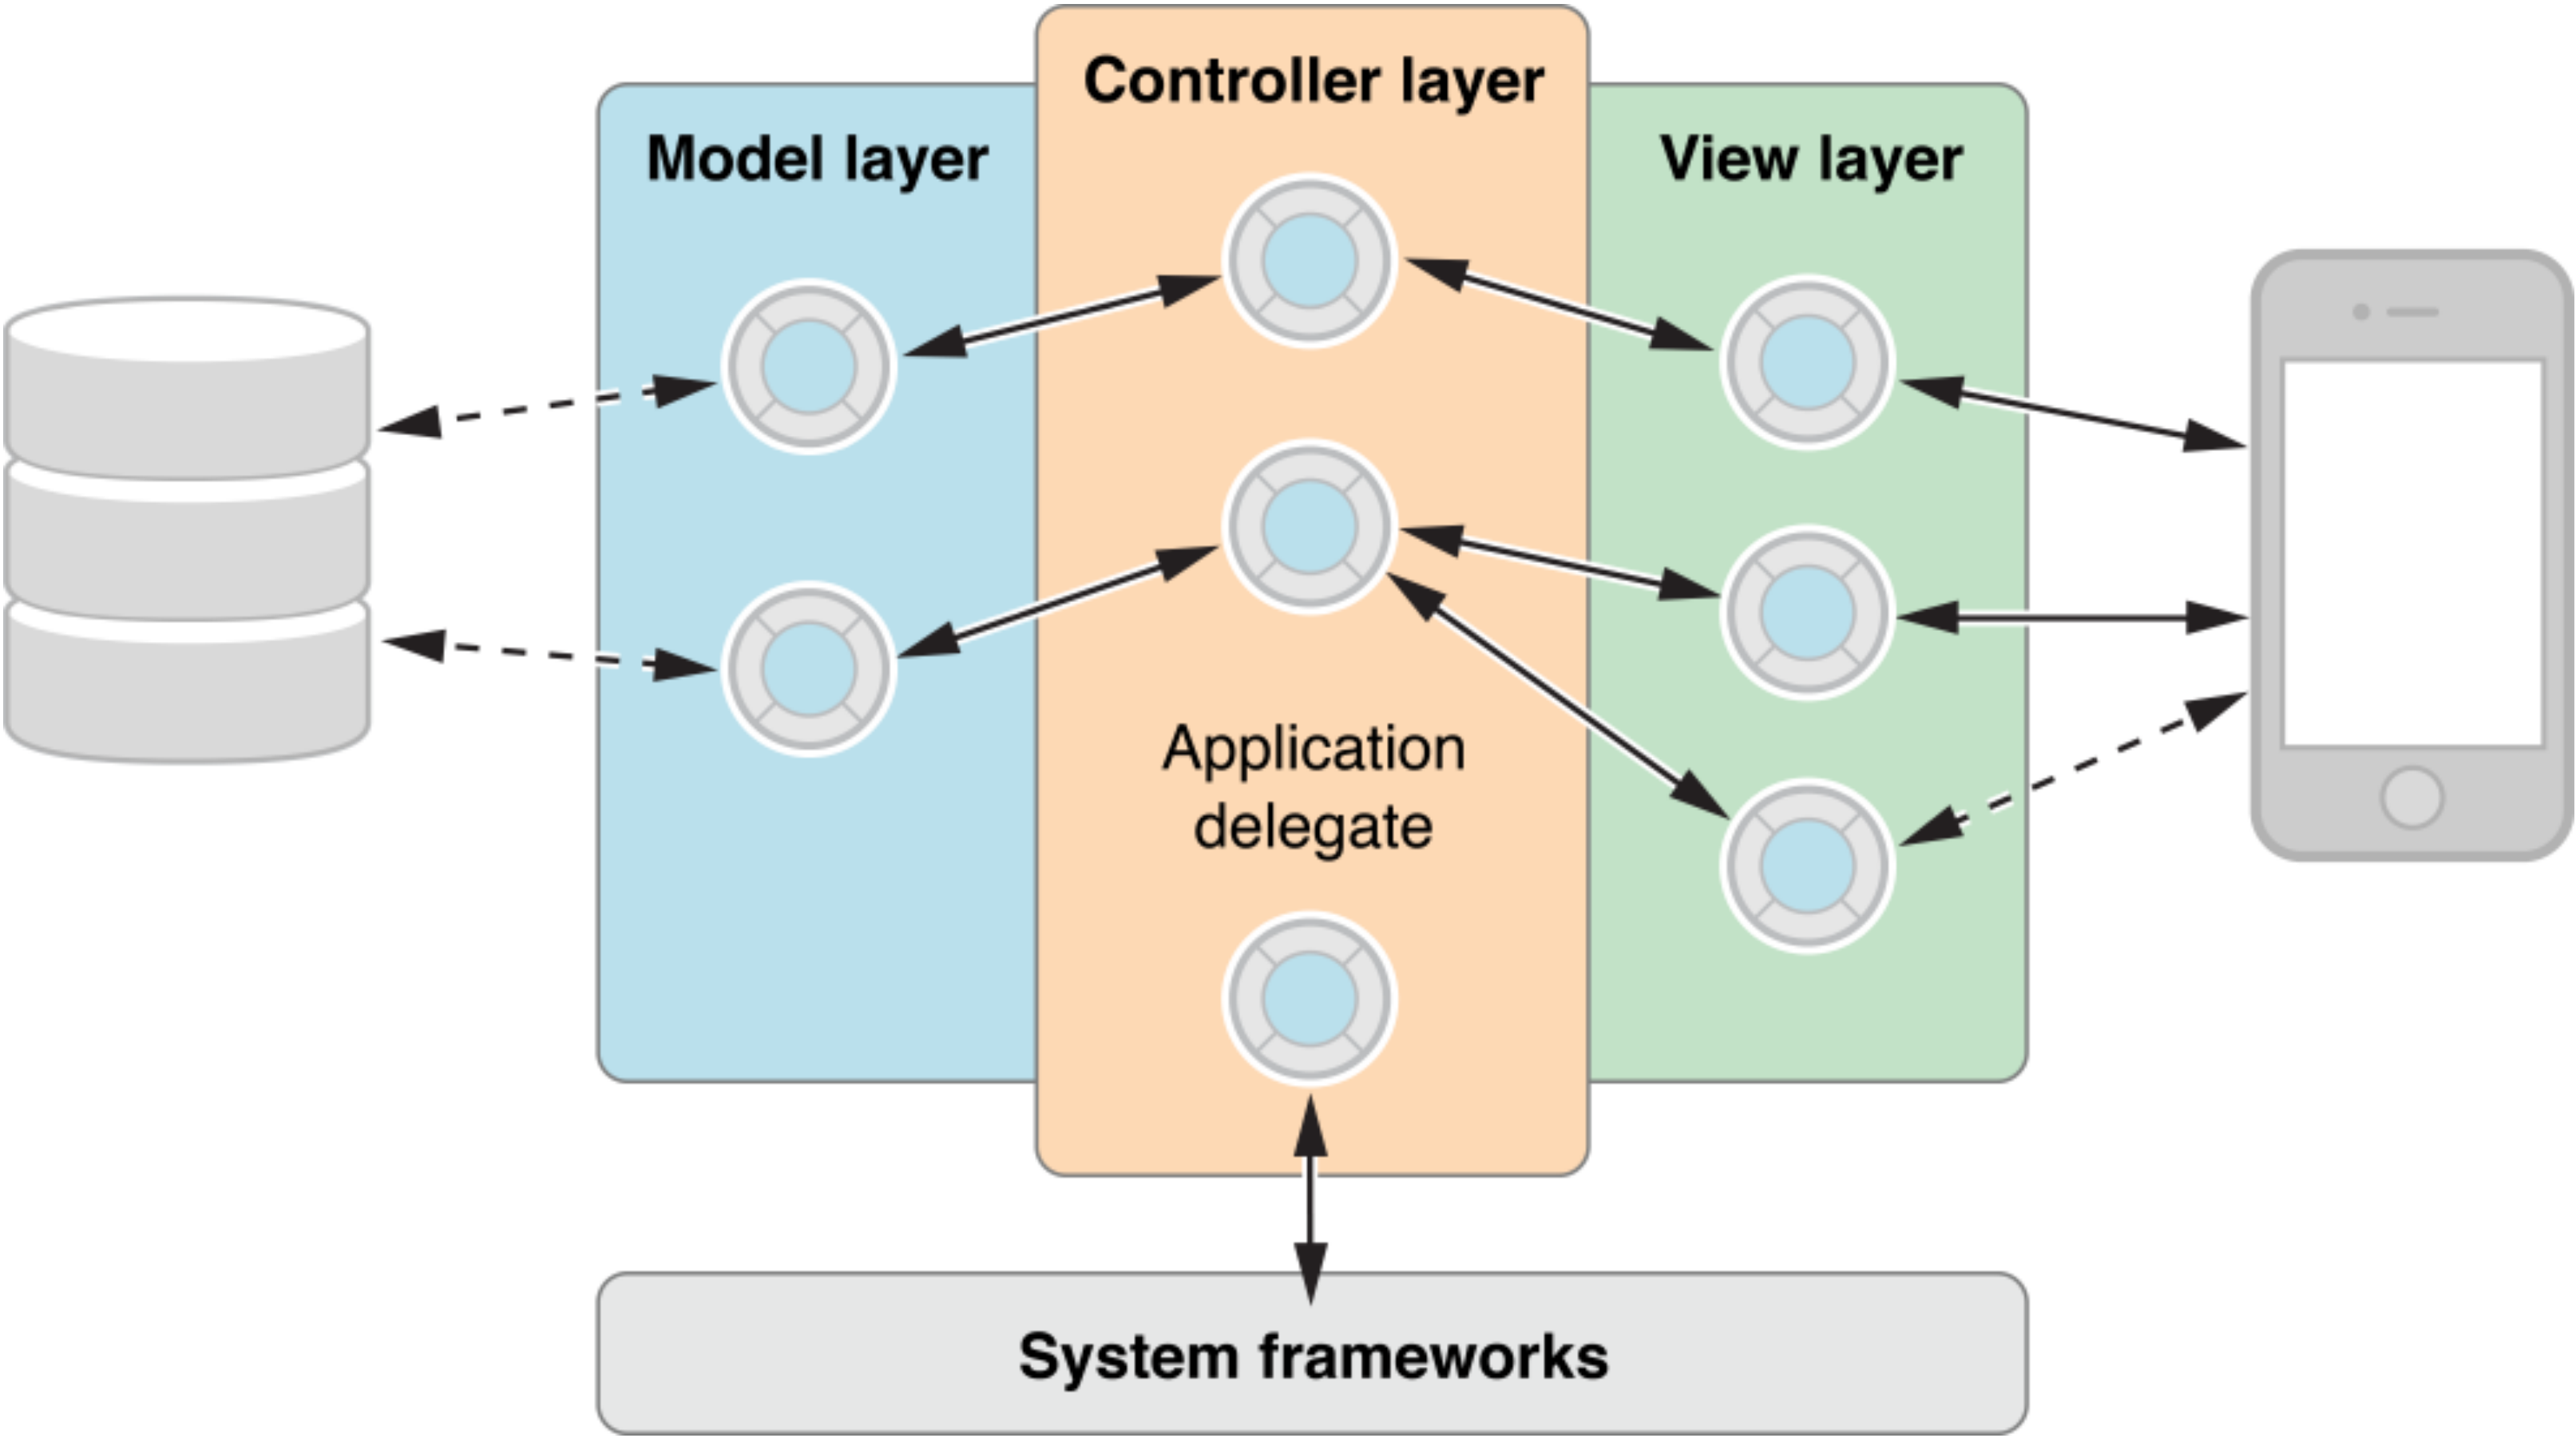 Controller layer
Model layer
View layer
Application
delegate
System frameworks